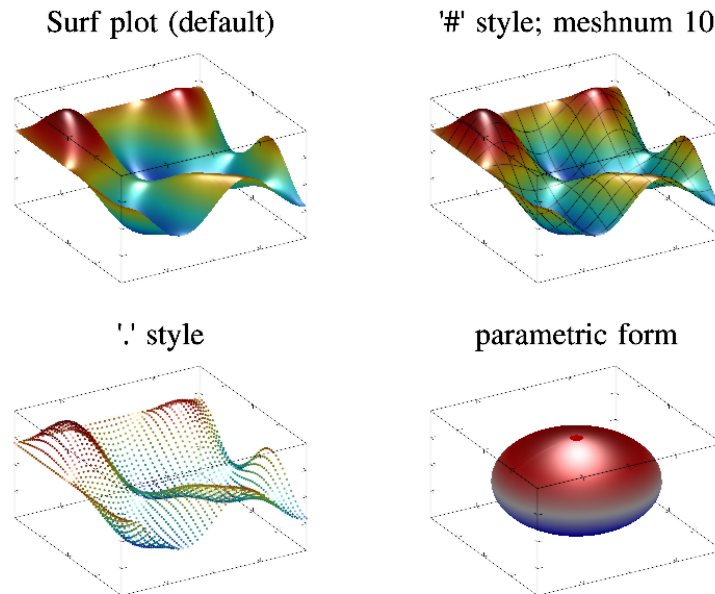 Surf plot (default)
'#' style; meshnum 10
'.' style
parametric form